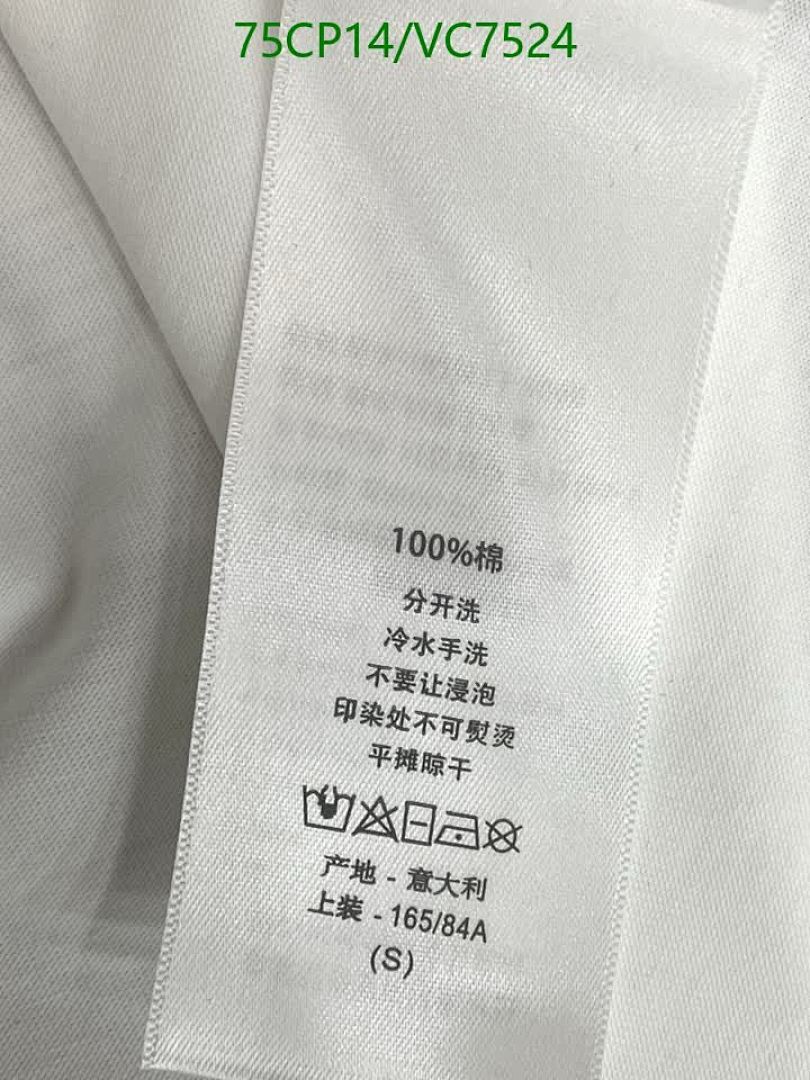 75CP14/VC7524
100%棉
分开洗
冷水手洗
不要让浸泡
印染处不可熨烫
平摊晾干
产地 - 意大利
上装 - 165/84A
(S)